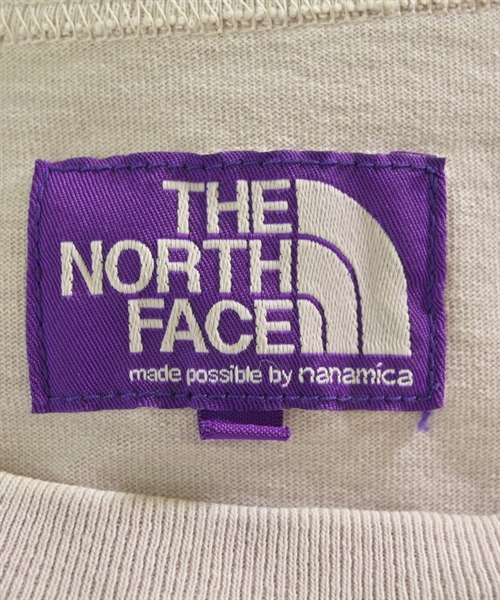 THE
NORTH
FACE
made possible by nanamica